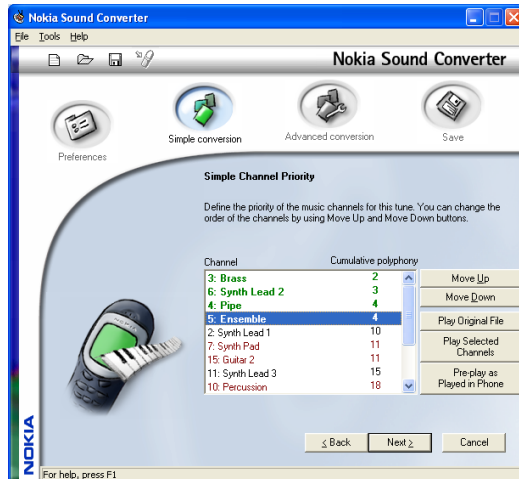 Nokia Sound Converter
File Tools Help
Nokia Sound Converter
Preferences
Simple conversion
Advanced conversion
Save
Simple Channel Priority
Define the priority of the music channels for this tune. You can change the
order of the channels by using Move Up and Move Down buttons.
Channel Cumulative polyphony
3: Brass 2
6: Synth Lead 2 3
4: Pipe 4
5: Ensemble 4
2: Synth Lead 1 10
7: Synth Pad 11
15: Guitar 2 11
11: Synth Lead 3 15
10: Percussion 18
Move Up
Move Down
Play Original File
Play Selected
Channels
Pre-play as
Played in Phone
< Back Next > Cancel
NOKIA
For help, press F1